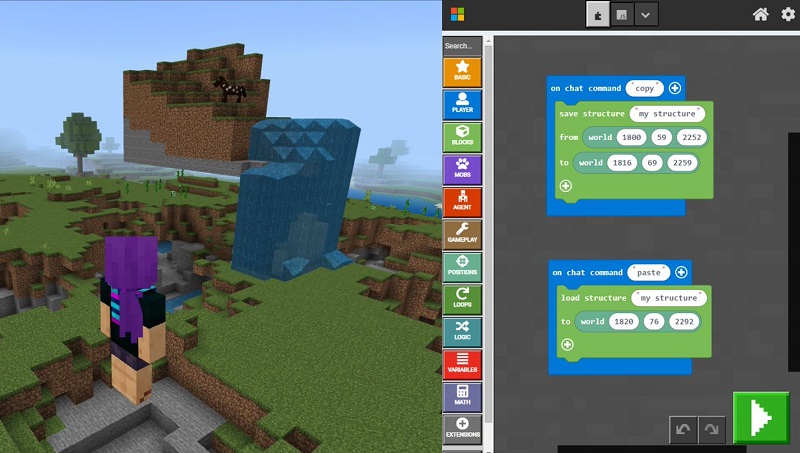 Search...
BASIC
PLAYER
BLOCKS
MOBS
AGENT
GAMEPLAY
POSITIONS
LOOPS
LOGIC
VARIABLES
MATH
EXTENSIONS
on chat command "copy"
save structure "my structure"
from world 1800 59 2252
to world 1816 69 2259
on chat command "paste"
load structure "my structure"
to world 1820 76 2292